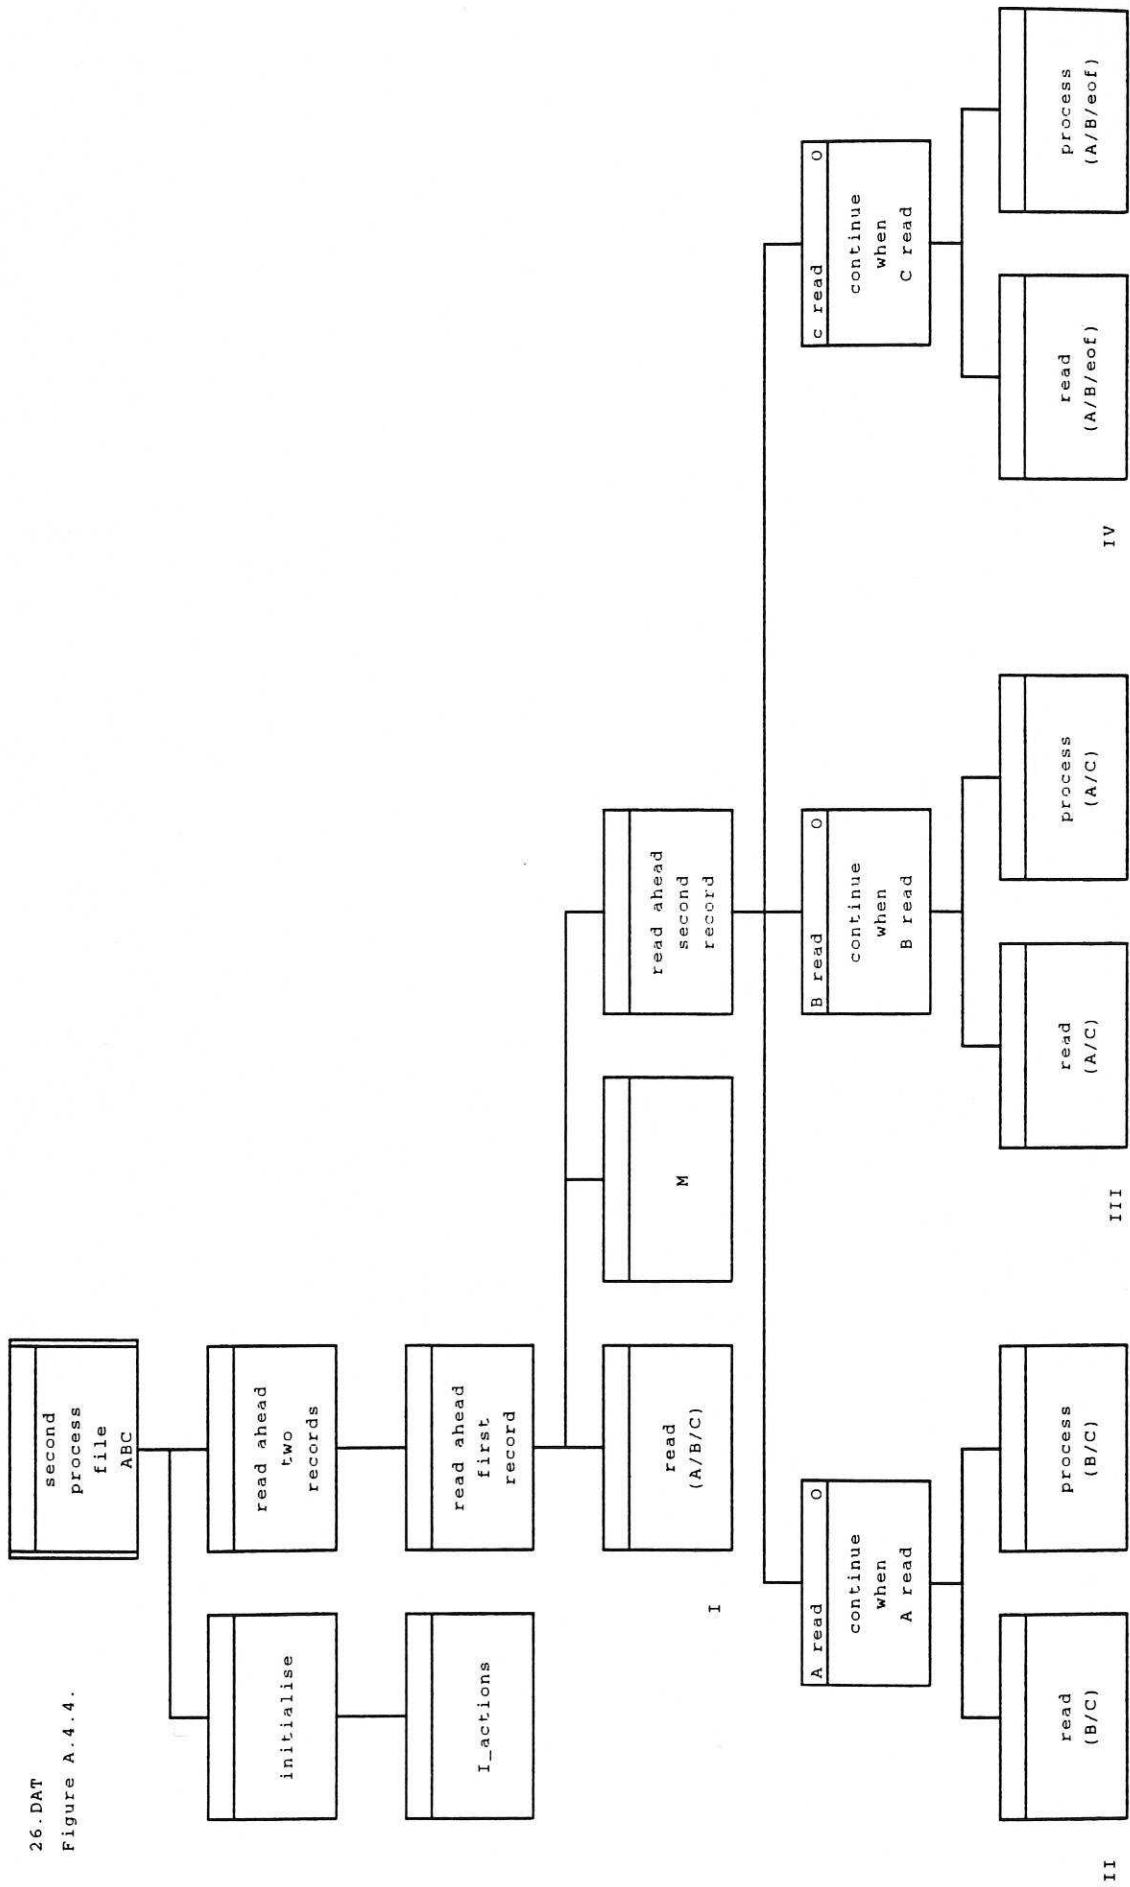 26.DAT
Figure A.4.4.
second
process
file
ABC
initialise
read ahead
two
records
I_actions
read ahead
first
record
I
read
(A/B/C)
M
read ahead
second
record
A read O
continue
when
A read
B read O
continue
when
B read
c read O
continue
when
C read
II
read
(B/C)
process
(B/C)
III
read
(A/C)
process
(A/C)
IV
read
(A/B/eof)
process
(A/B/eof)